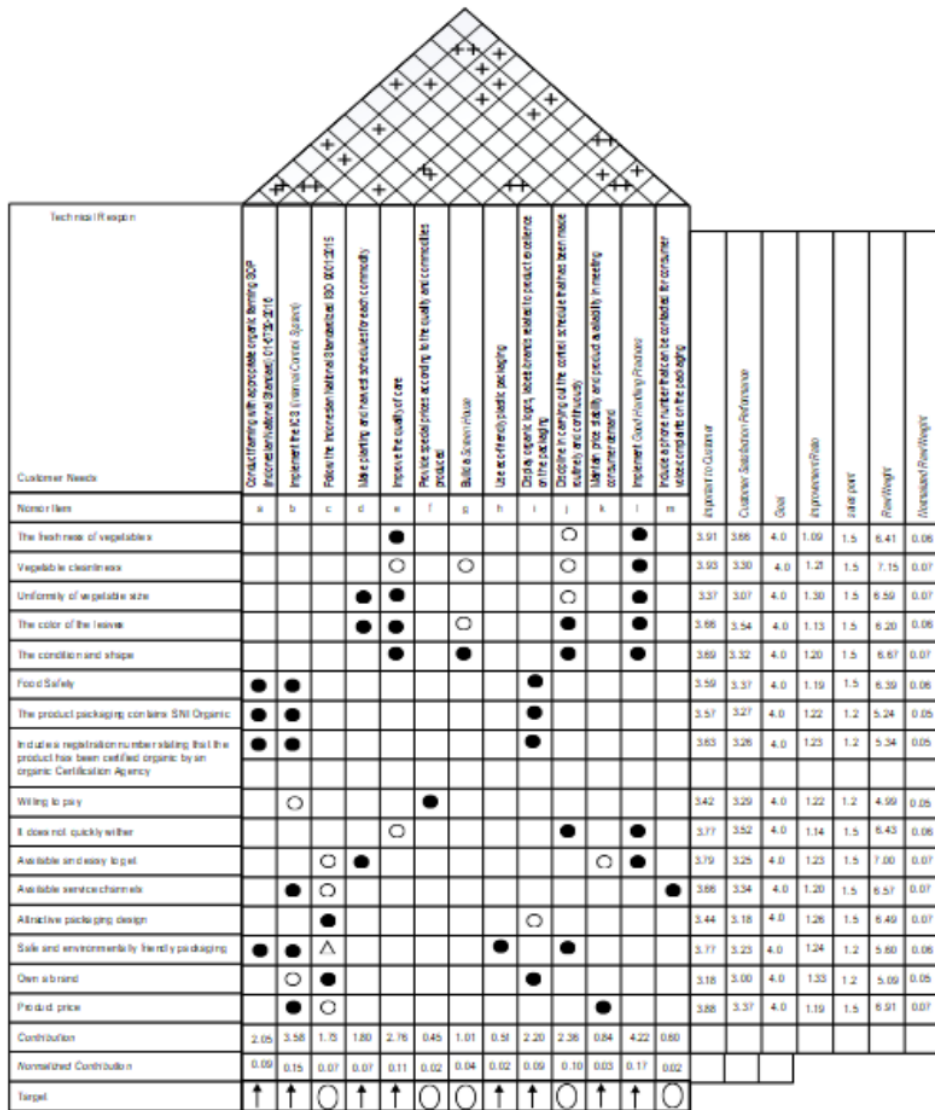 Technical Respon
Conduct farming with appropriate organic farming SOP
(Indonesian National Standard) 01-6729-2016
Implement the ICS (Internal Control System)
Follow the Indonesian National Standardized ISO 9001:2015
Make planting and harvest schedules for each commodity
Improve the quality of care
Provide special prices according to the quality and commodities
produced
Build a Screen House
Use eco-friendly plastic packaging
Display organic logos, labels brands related to product excellence
on the packaging
Discipline in carrying out the control schedule that has been made
routinely and continuously
Maintain price stability and product availability in meeting
consumer demand
Implement Good Handling Practices
Include a phone number that can be contacted for consumer
voice complaints on the packaging
Important to Customer
Customer Satisfaction Performance
Goal
Improvement Ratio
sales point
Raw Weight
Normalized Raw Weight
Customer Needs
Nomor Item a b c d e f g h i j k l m
The freshness of vegetables 3.91 3.66 4.0 1.09 1.5 6.41 0.06
Vegetable cleanliness 3.93 3.30 4.0 1.21 1.5 7.15 0.07
Uniformity of vegetable size 3.37 3.07 4.0 1.30 1.5 6.59 0.07
The color of the leaves 3.66 3.54 4.0 1.13 1.5 6.20 0.06
The condition and shape 3.69 3.32 4.0 1.20 1.5 6.67 0.07
Food Safety 3.59 3.37 4.0 1.19 1.5 6.39 0.06
The product packaging contains SNI Organic 3.57 3.27 4.0 1.22 1.2 5.24 0.05
Include a registration number stating that the 3.63 3.26 4.0 1.23 1.2 5.34 0.05
product has been certified organic by an
organic Certification Agency
Willing to pay 3.42 3.29 4.0 1.22 1.2 4.99 0.05
It does not quickly wither 3.77 3.52 4.0 1.14 1.5 6.43 0.06
Available and easy to get 3.79 3.25 4.0 1.23 1.5 7.00 0.07
Available service channels 3.66 3.34 4.0 1.20 1.5 6.57 0.07
Attractive packaging design 3.44 3.18 4.0 1.26 1.5 6.49 0.07
Safe and environmentally friendly packaging 3.77 3.23 4.0 1.24 1.2 5.60 0.06
Own a brand 3.18 3.00 4.0 1.33 1.2 5.09 0.05
Product price 3.88 3.37 4.0 1.19 1.5 6.91 0.07
Contribution 2.05 3.58 1.73 1.80 2.76 0.45 1.01 0.51 2.20 2.36 0.84 4.22 0.60
Normalized Contribution 0.09 0.15 0.07 0.07 0.11 0.02 0.04 0.02 0.09 0.10 0.03 0.17 0.02
Target